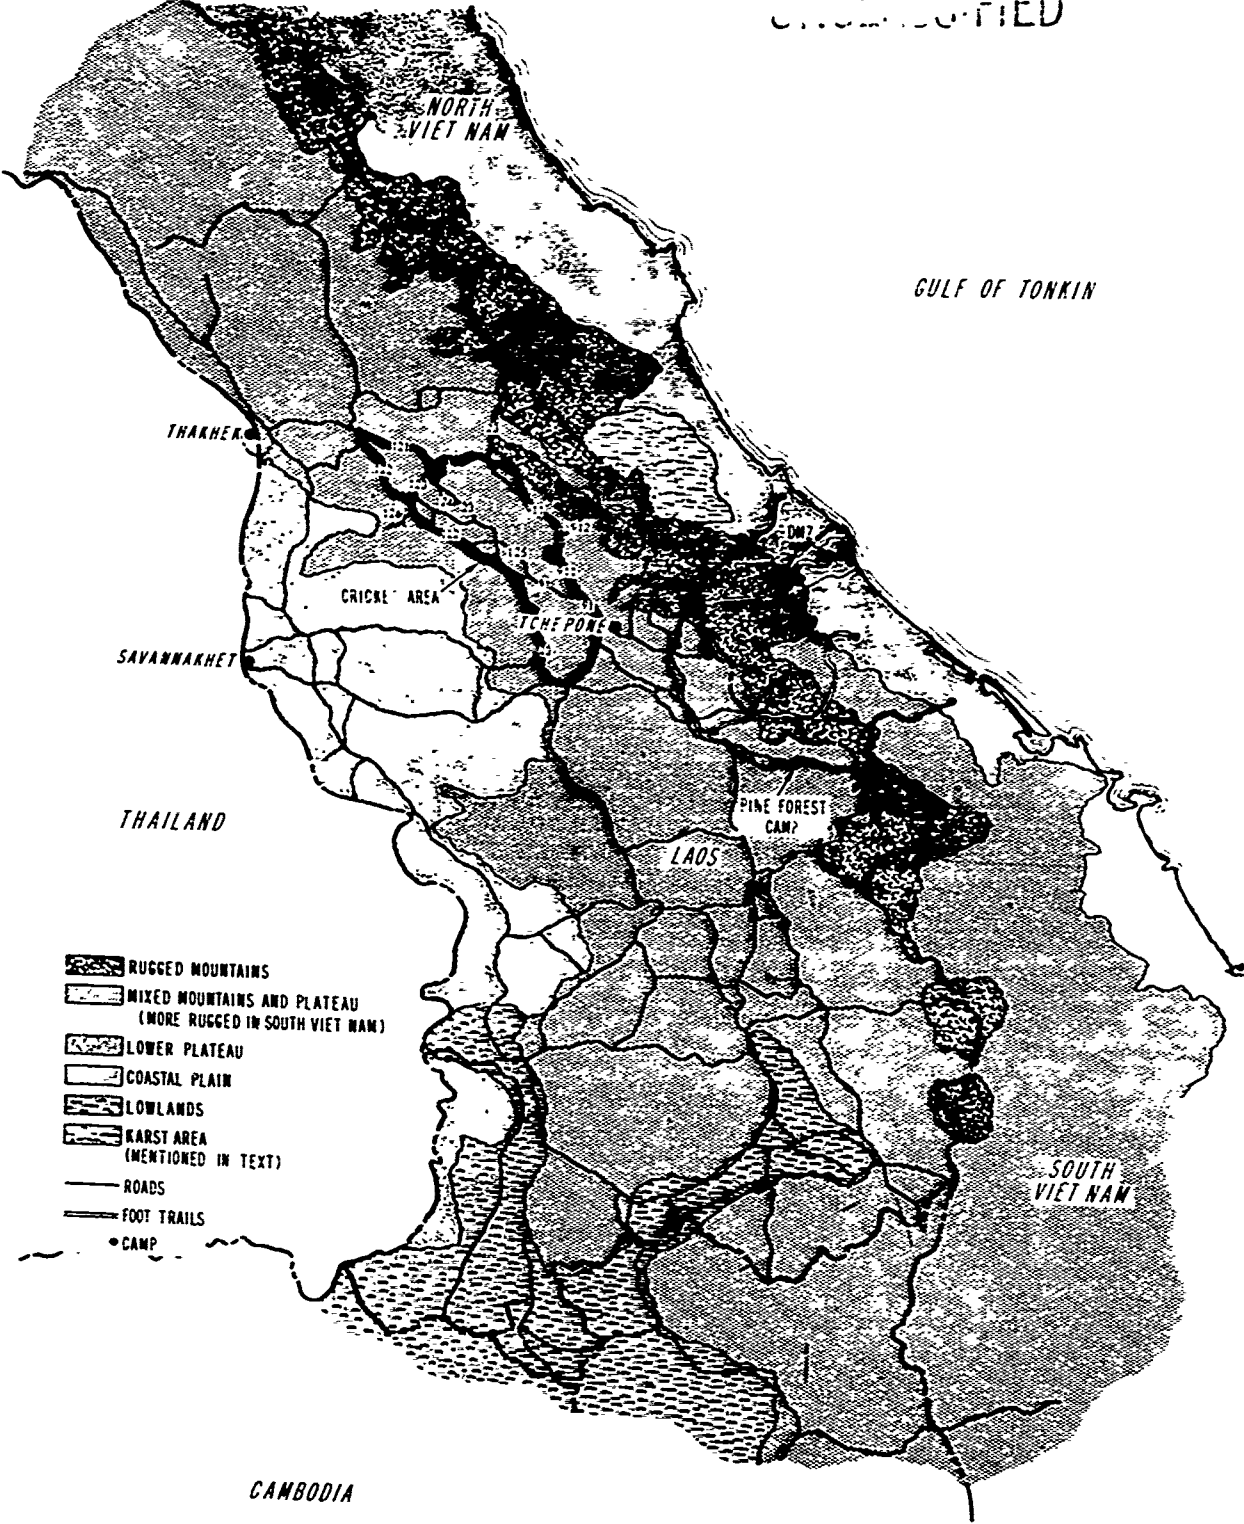 NORTH
VIET NAM
GULF OF TONKIN
THAKHEK
DMZ
CRICKET AREA
TCHEPONE
SAVANNAKHET
THAILAND
PINE FOREST
CAMP
LAOS
RUGGED MOUNTAINS
MIXED MOUNTAINS AND PLATEAU
(MORE RUGGED IN SOUTH VIET NAM)
LOWER PLATEAU
COASTAL PLAIN
LOWLANDS
KARST AREA
(MENTIONED IN TEXT)
ROADS
FOOT TRAILS
CAMP
SOUTH
VIET NAM
CAMBODIA